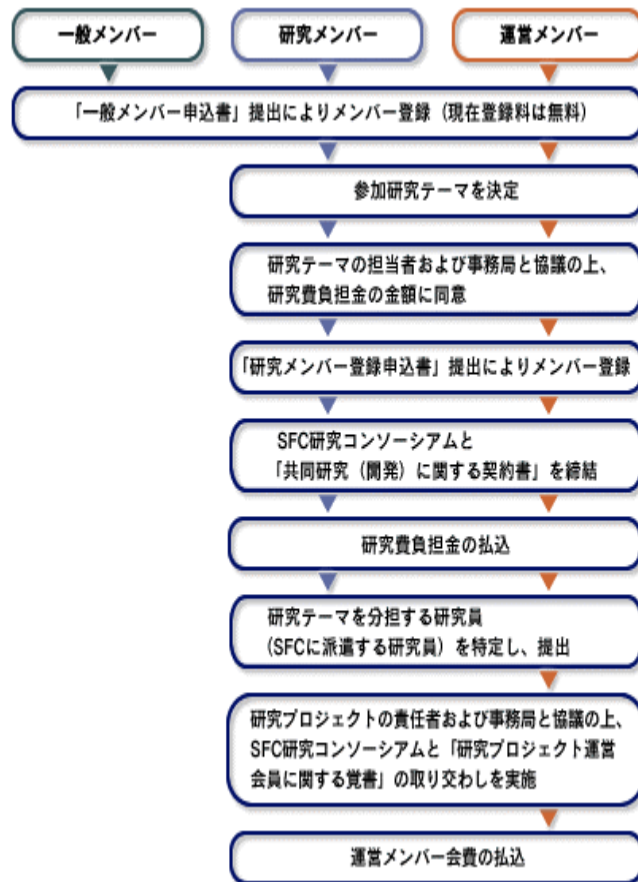 一般メンバー
研究メンバー
運営メンバー
「一般メンバー申込書」提出によりメンバー登録（現在登録料は無料）
参加研究テーマを決定
研究テーマの担当者および事務局と協議の上、
研究費負担金の金額に同意
「研究メンバー登録申込書」提出によりメンバー登録
SFC研究コンソーシアムと
「共同研究（開発）に関する契約書」を締結
研究費負担金の払込
研究テーマを分担する研究員
(SFCに派遣する研究員）を特定し、提出
研究プロジェクトの責任者および事務局と協議の上、
SFC研究コンソーシアムと「研究プロジェクト運営
会員に関する覚書」の取り交わしを実施
運営メンバー会費の払込